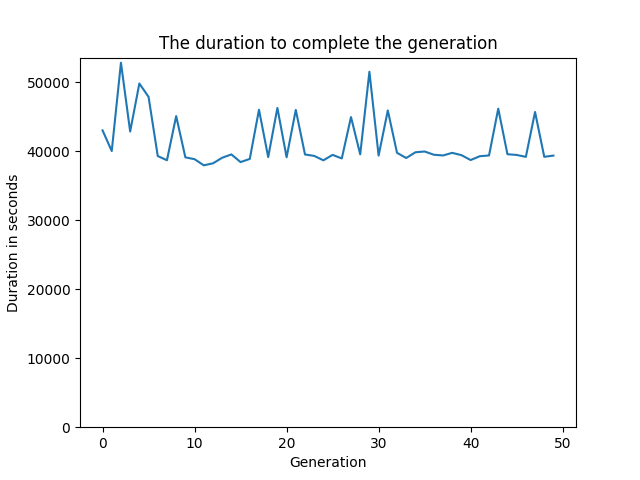 The duration to complete the generation
50000
40000
30000
20000
10000
0
Duration in seconds
0 10 20 30 40 50
Generation